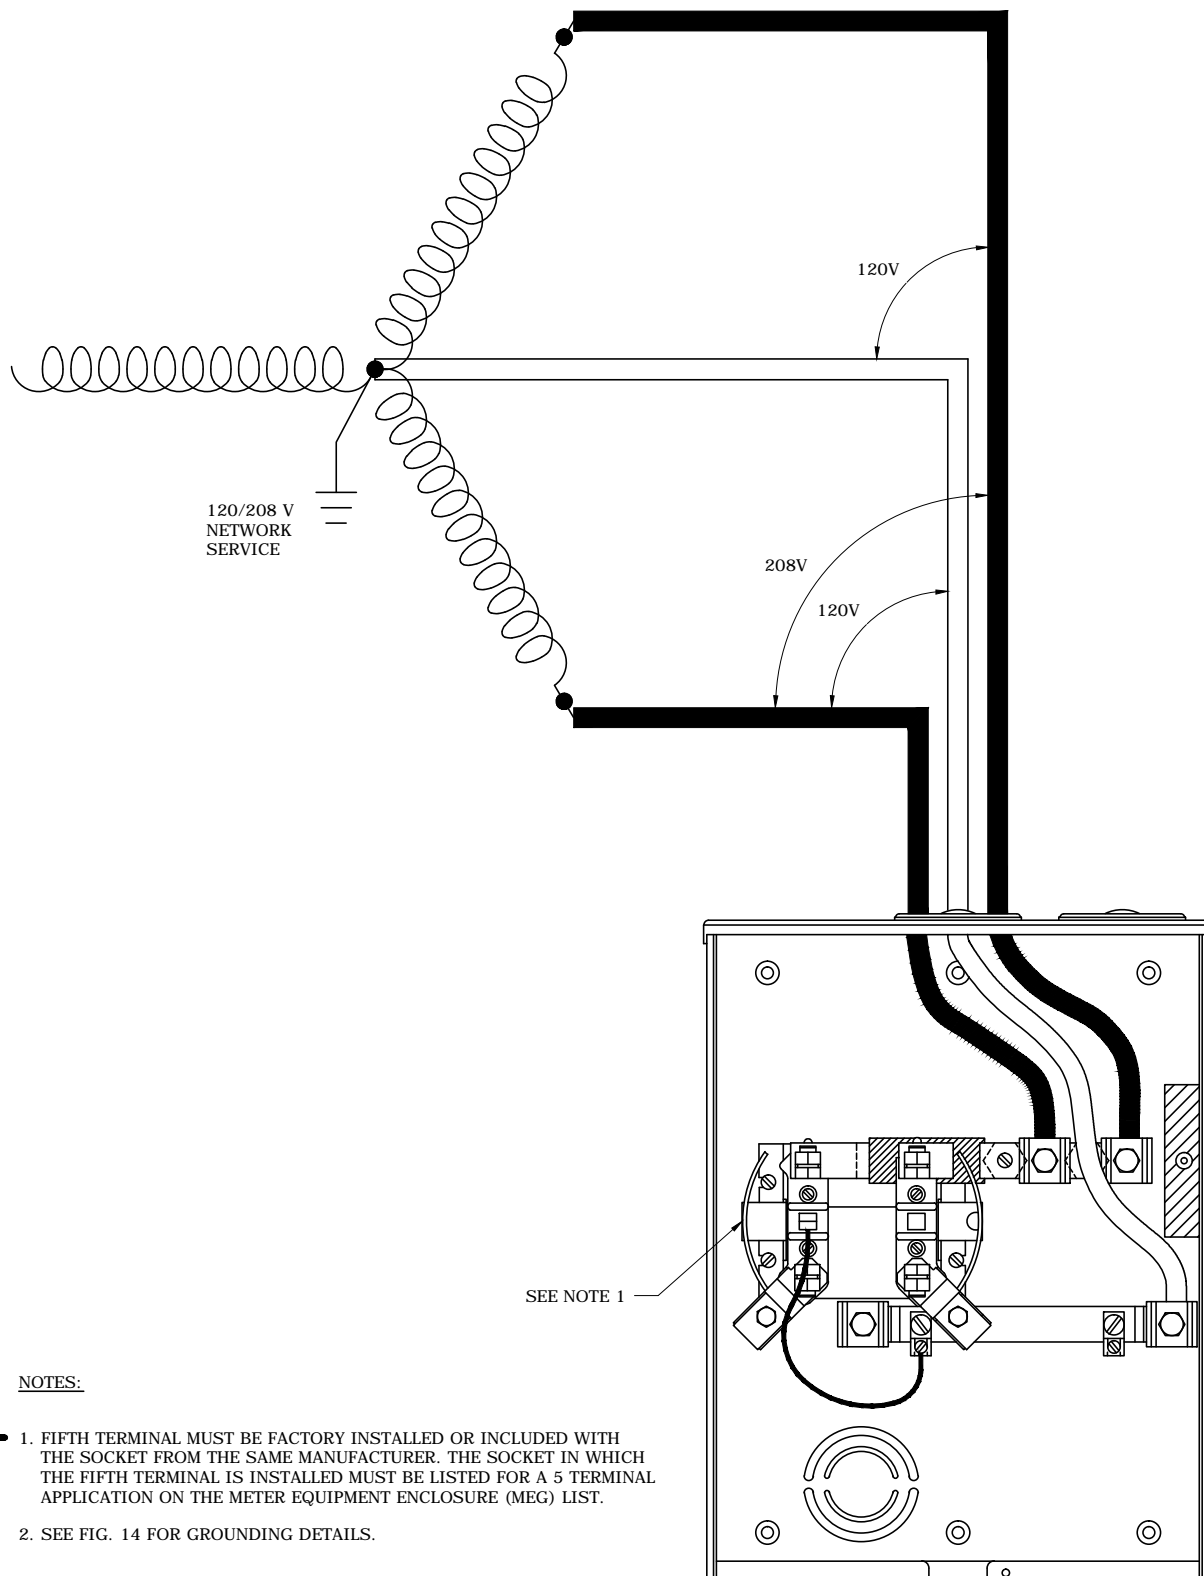 120V
120/208 V
NETWORK
SERVICE
208V
120V
SEE NOTE 1
NOTES:
1. FIFTH TERMINAL MUST BE FACTORY INSTALLED OR INCLUDED WITH
THE SOCKET FROM THE SAME MANUFACTURER. THE SOCKET IN WHICH
THE FIFTH TERMINAL IS INSTALLED MUST BE LISTED FOR A 5 TERMINAL
APPLICATION ON THE METER EQUIPMENT ENCLOSURE (MEG) LIST.
2. SEE FIG. 14 FOR GROUNDING DETAILS.